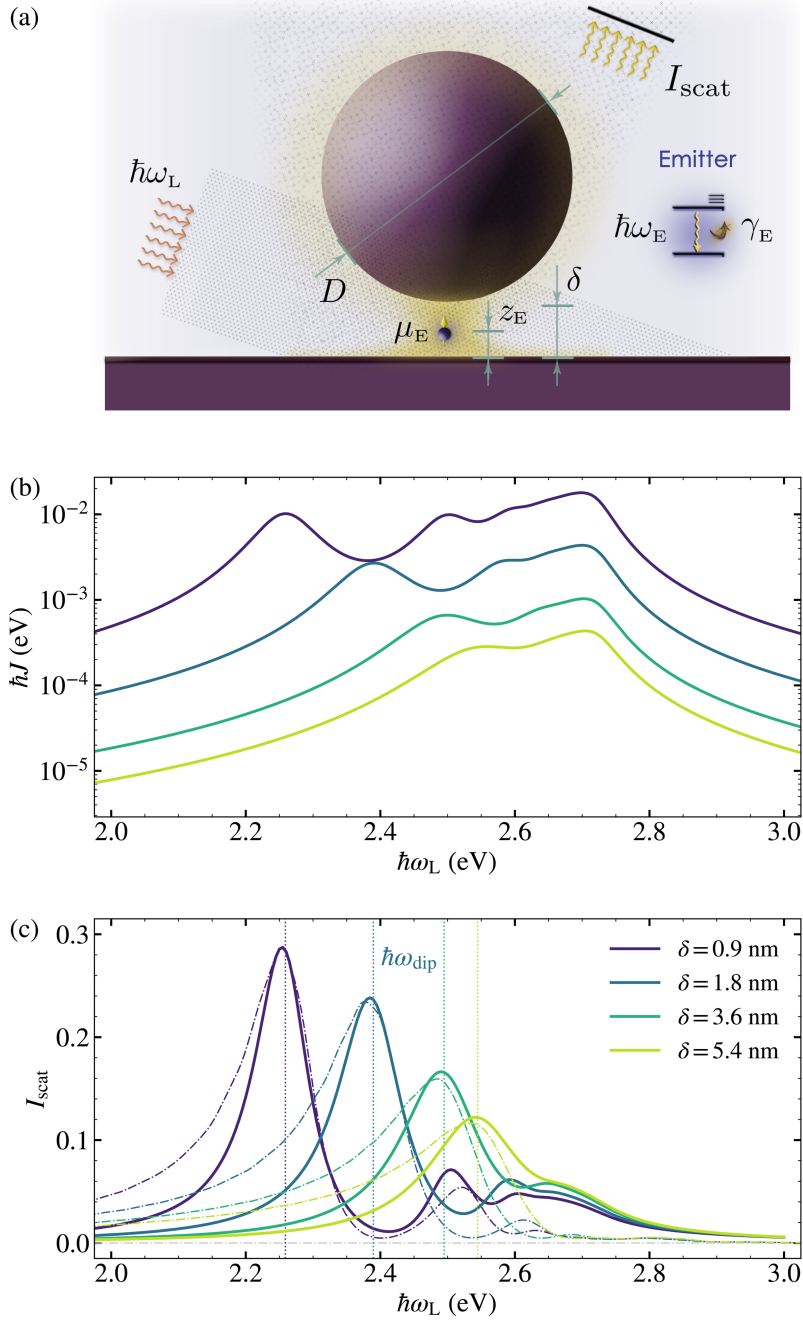 (a)
I_scat
Emitter
ħω_L
ħω_E
γ_E
D
δ
z_E
μ_E
(b)
10⁻²
10⁻³
10⁻⁴
10⁻⁵
ħJ (eV)
2.0 2.2 2.4 2.6 2.8 3.0
ħω_L (eV)
(c)
0.3
0.2
0.1
0.0
I_scat
ħω_dip
δ = 0.9 nm
δ = 1.8 nm
δ = 3.6 nm
δ = 5.4 nm
2.0 2.2 2.4 2.6 2.8 3.0
ħω_L (eV)